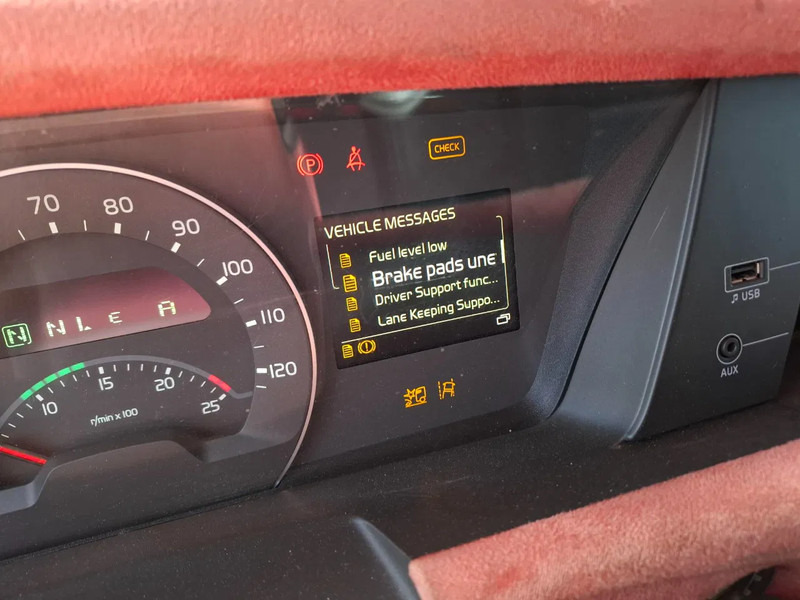 CHECK
VEHICLE MESSAGES
Fuel level low
Brake pads une
Driver Support func...
Lane Keeping Suppo...
P
70
80
90
100
110
120
N N L E A
10
15
20
25
r/min x 100
USB
AUX